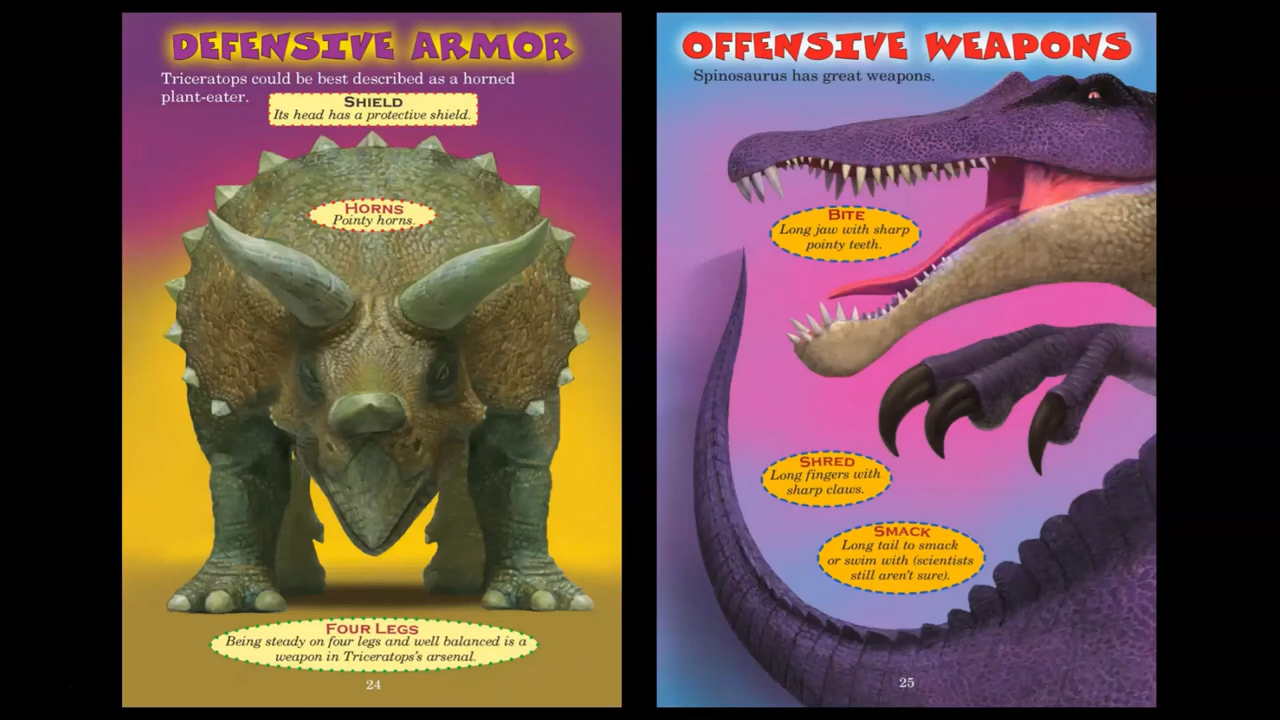 DEFENSIVE ARMOR
Triceratops could be best described as a horned
plant-eater.
SHIELD
Its head has a protective shield.
HORNS
Pointy horns.
FOUR LEGS
Being steady on four legs and well balanced is a
weapon in Triceratops's arsenal.
24
OFFENSIVE WEAPONS
Spinosaurus has great weapons.
BITE
Long jaw with sharp
pointy teeth.
SHRED
Long fingers with
sharp claws.
SMACK
Long tail to smack
or swim with (scientists
still aren't sure).
25